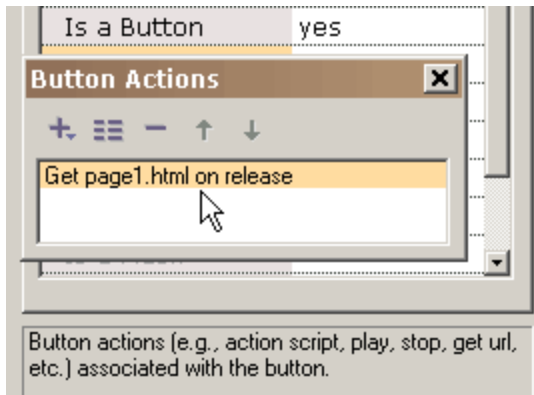 Is a Button yes
Button Actions
Get page1.html on release
Button actions (e.g., action script, play, stop, get url,
etc.) associated with the button.